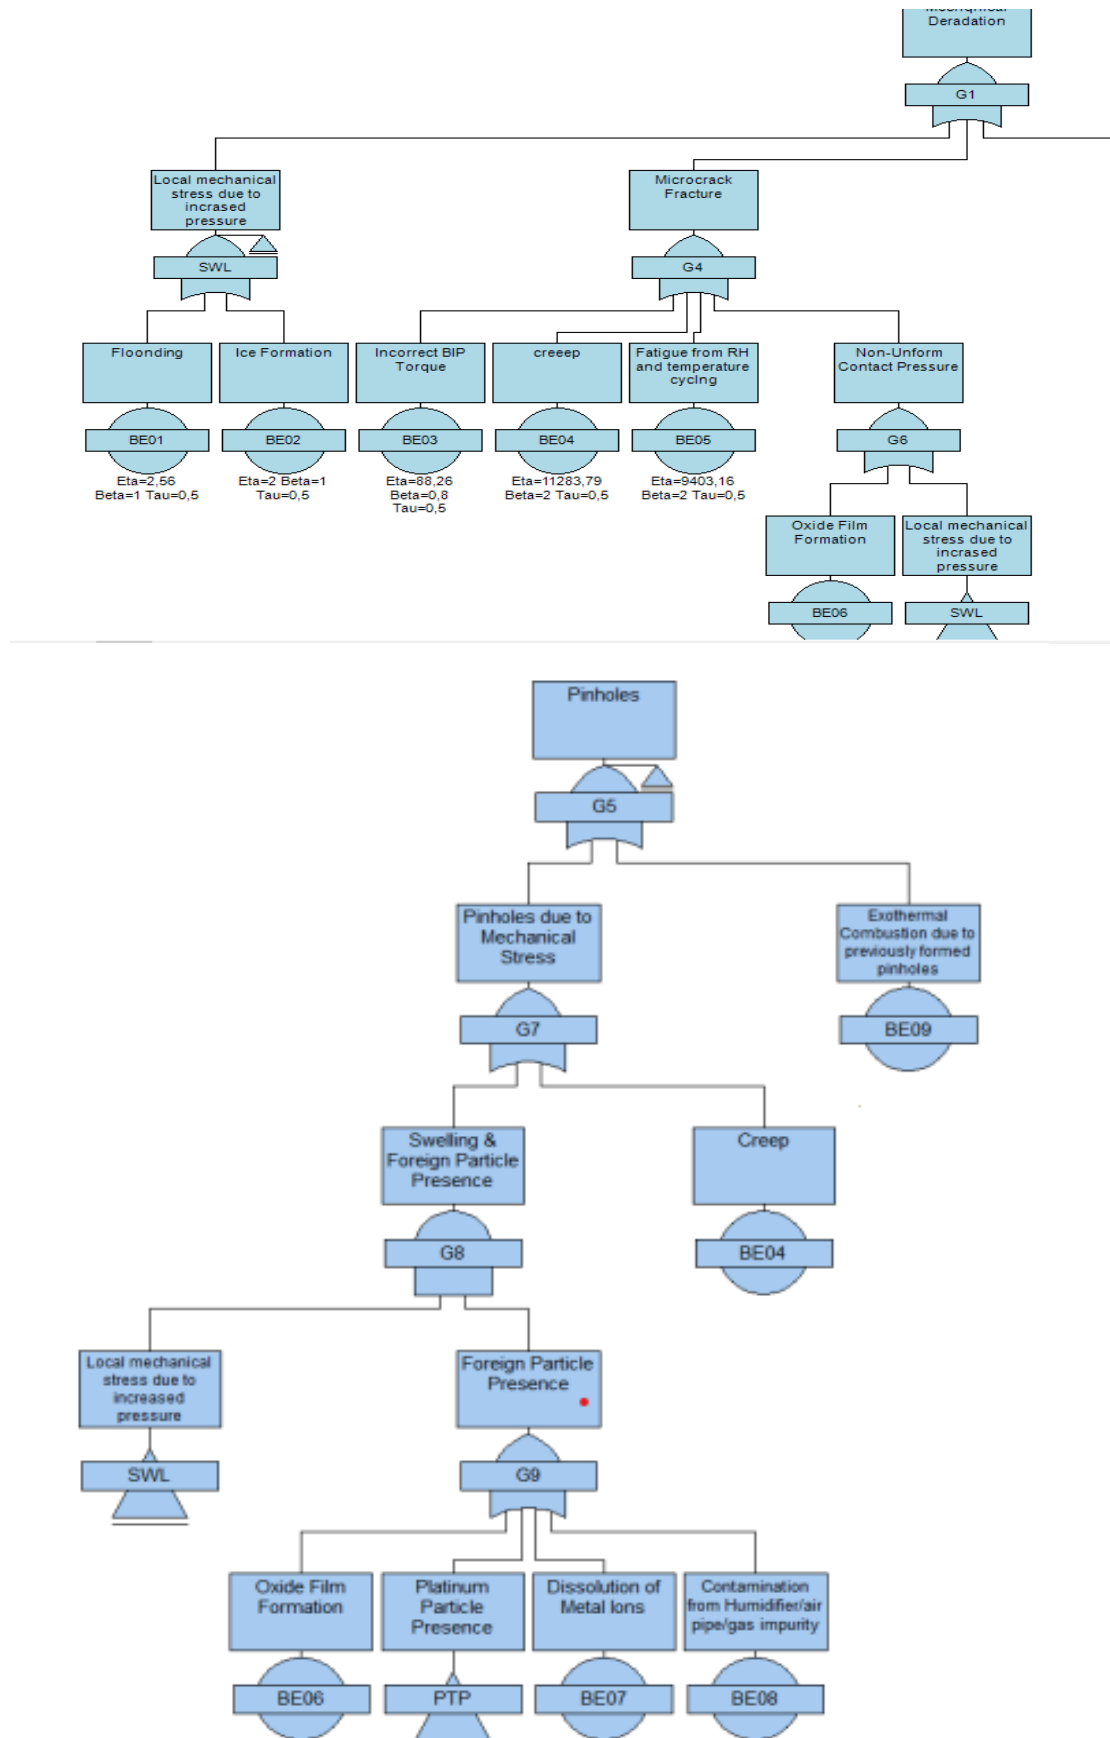 Mechqnical
Deradation
G1
Local mechanical
stress due to
incrased
pressure
SWL
Microcrack
Fracture
G4
Floonding
BE01
Eta=2,56
Beta=1 Tau=0,5
Ice Formation
BE02
Eta=2 Beta=1
Tau=0,5
Incorrect BIP
Torque
BE03
Eta=88,26
Beta=0,8
Tau=0,5
creeep
BE04
Eta=11283,79
Beta=2 Tau=0,5
Fatigue from RH
and temperature
cycing
BE05
Eta=9403,16
Beta=2 Tau=0,5
Non-Unform
Contact Pressure
G6
Oxide Film
Formation
BE06
Local mechanical
stress due to
incrased
pressure
SWL
Pinholes
G5
Pinholes due to
Mechanical
Stress
G7
Exothermal
Combustion due to
previously formed
pinholes
BE09
Swelling &
Foreign Particle
Presence
G8
Creep
BE04
Local mechanical
stress due to
increased
pressure
SWL
Foreign Particle
Presence
G9
Oxide Film
Formation
BE06
Platinum
Particle
Presence
PTP
Dissolution of
Metal Ions
BE07
Contamination
from Humidifier/air
pipe/gas impurity
BE08